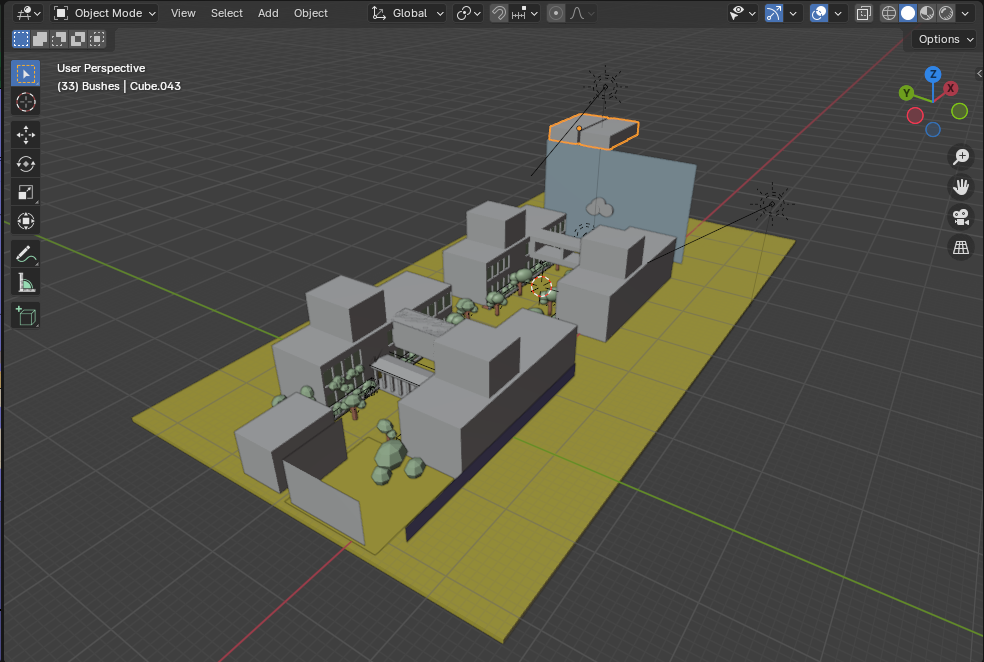 Object Mode View Select Add Object Global
Options
User Perspective
(33) Bushes | Cube.043
Z
Y X